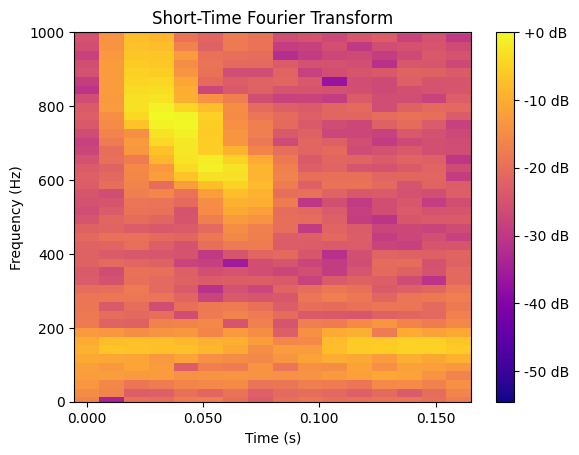 Short-Time Fourier Transform
Frequency (Hz)
1000
800
600
400
200
0
0.000
0.050
0.100
0.150
Time (s)
+0 dB
-10 dB
-20 dB
-30 dB
-40 dB
-50 dB